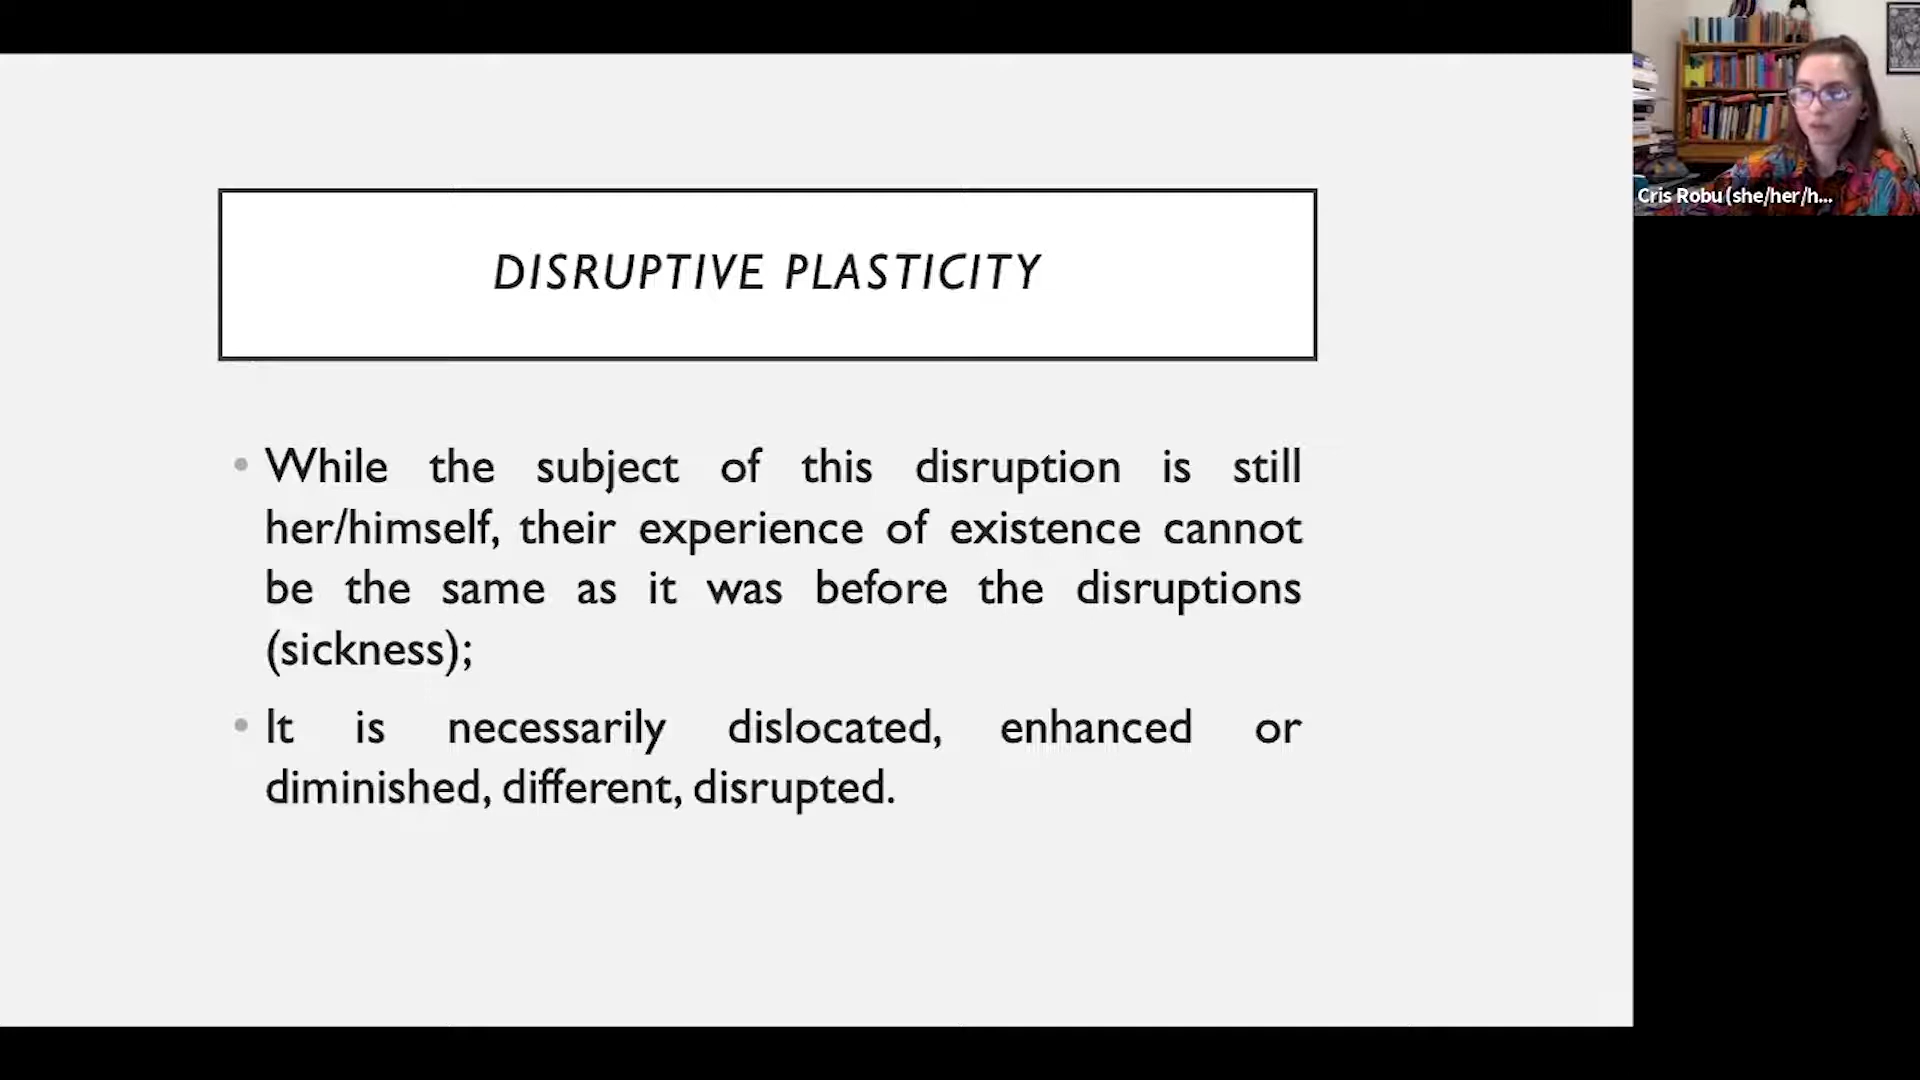 DISRUPTIVE PLASTICITY
While the subject of this disruption is still
her/himself, their experience of existence cannot
be the same as it was before the disruptions
(sickness);
It is necessarily dislocated, enhanced or
diminished, different, disrupted.
Cris Robu (she/her/h...